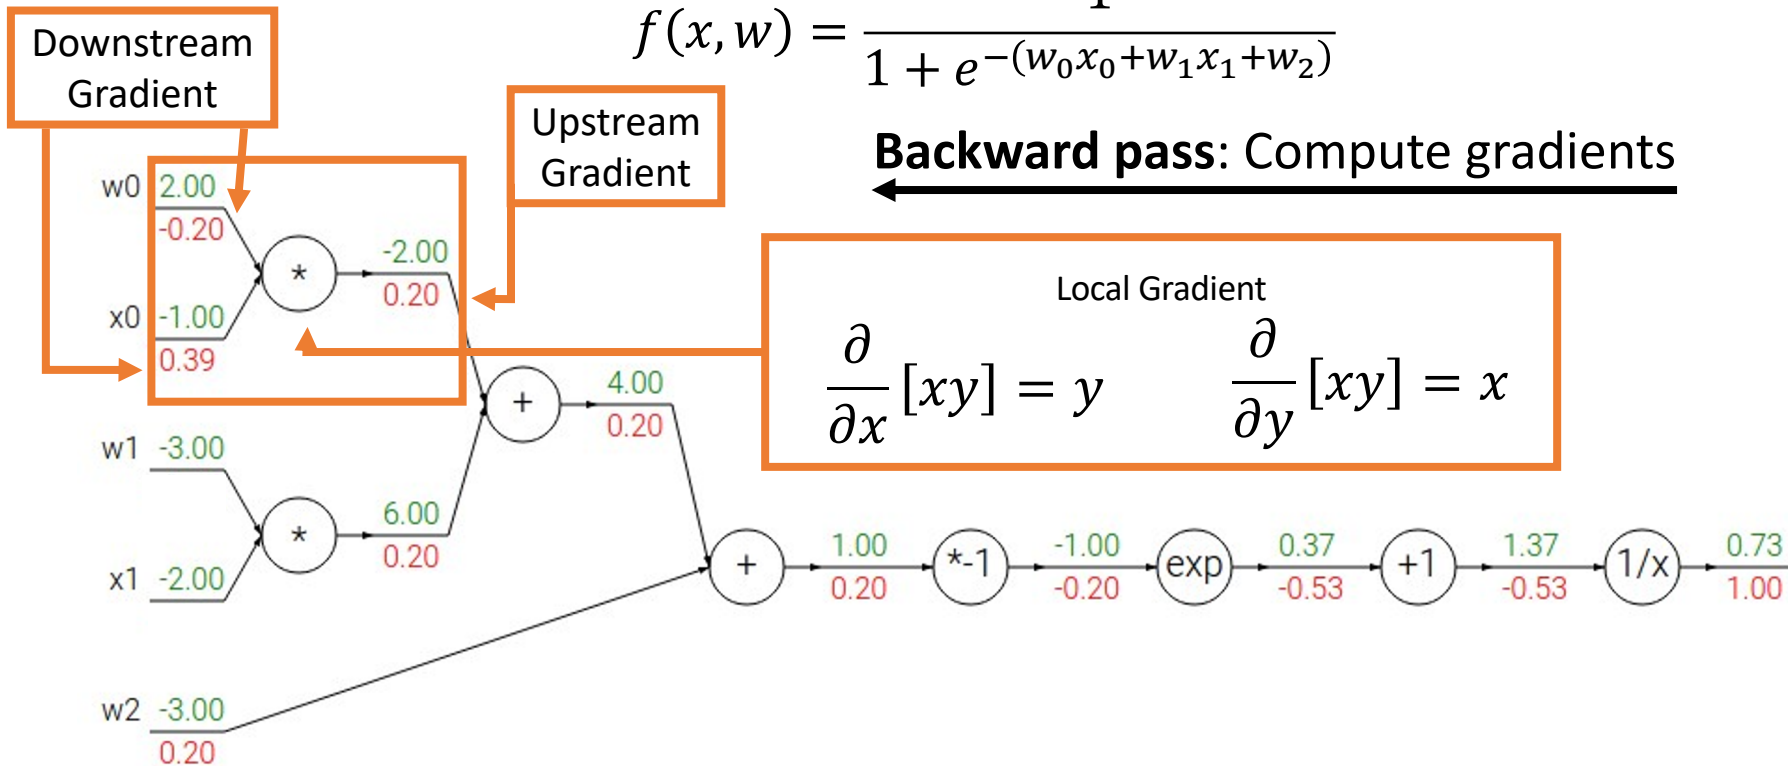 f(x, w) = 1 / 1 + e^{-(w_0x_0+w_1x_1+w_2)}
Downstream
Gradient
Upstream
Gradient
Backward pass: Compute gradients
w0 2.00
-0.20
*
-2.00
0.20
x0 -1.00
0.39
Local Gradient
∂/∂x [xy] = y
∂/∂y [xy] = x
+
4.00
0.20
w1 -3.00
*
6.00
0.20
x1 -2.00
+
1.00
0.20
*-1
-1.00
-0.20
exp
0.37
-0.53
+1
1.37
-0.53
1/x
0.73
1.00
w2 -3.00
0.20